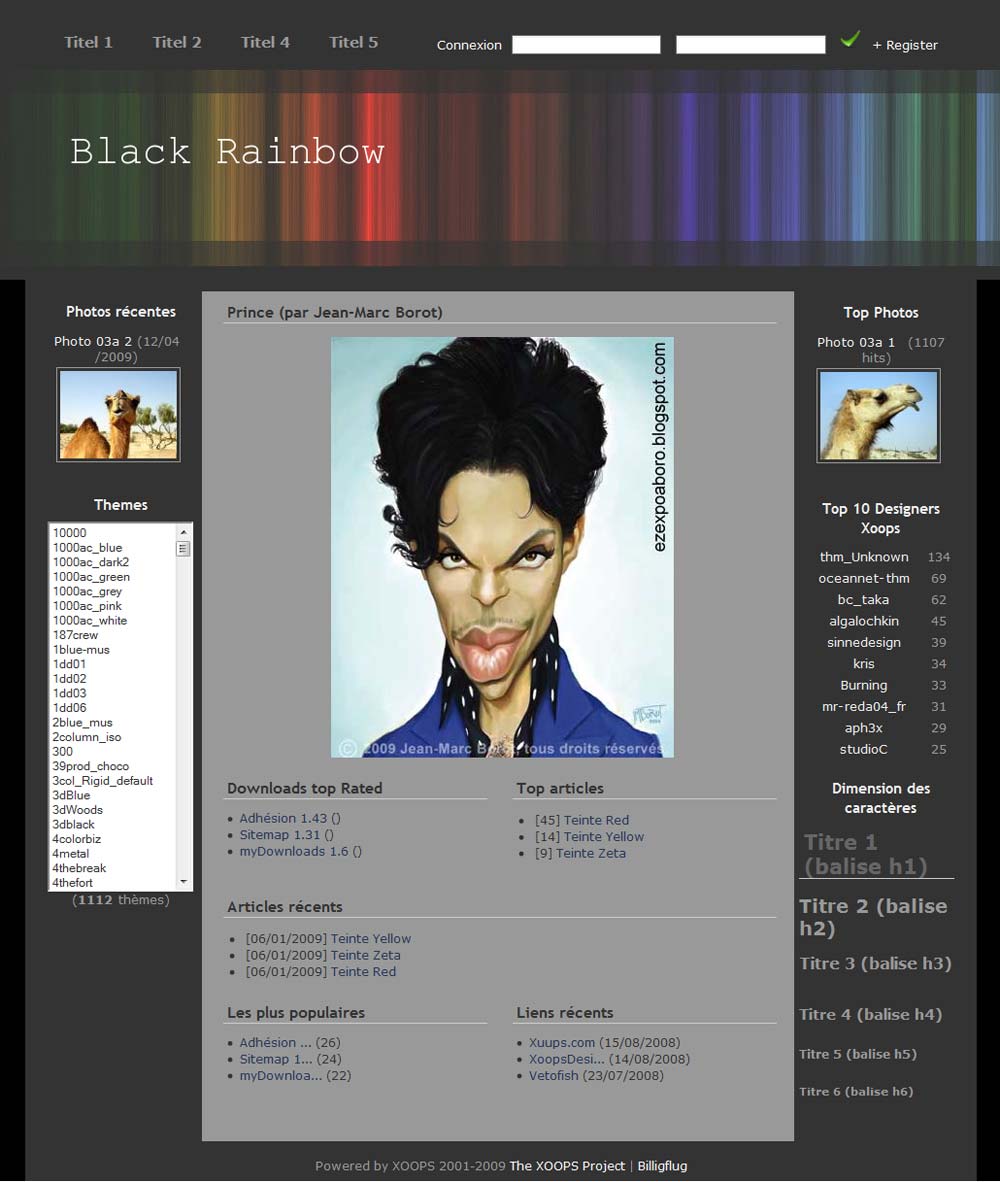 Titel 1 Titel 2 Titel 4 Titel 5 Connexion + Register
Black Rainbow
Photos récentes
Photo 03a 2 (12/04
/2009)
Themes
10000
1000ac_blue
1000ac_dark2
1000ac_green
1000ac_grey
1000ac_pink
1000ac_white
187crew
1blue-mus
1dd01
1dd02
1dd03
1dd06
2blue_mus
2column_iso
300
39prod_choco
3col_Rigid_default
3dBlue
3dWoods
3dblack
4colorbiz
4metal
4thebreak
4thefort
(1112 thèmes)
Prince (par Jean-Marc Borot)
ezexpoaboro.blogspot.com
© 2009 Jean-Marc Borot, tous droits réservés
Downloads top Rated
Adhésion 1.43 ()
Sitemap 1.31 ()
myDownloads 1.6 ()
Top articles
[45] Teinte Red
[14] Teinte Yellow
[9] Teinte Zeta
Articles récents
[06/01/2009] Teinte Yellow
[06/01/2009] Teinte Zeta
[06/01/2009] Teinte Red
Les plus populaires
Adhésion ... (26)
Sitemap 1... (24)
myDownloa... (22)
Liens récents
Xuups.com (15/08/2008)
XoopsDesi... (14/08/2008)
Vetofish (23/07/2008)
Top Photos
Photo 03a 1 (1107
hits)
Top 10 Designers
Xoops
thm_Unknown 134
oceannet-thm 69
bc_taka 62
algalochkin 45
sinnedesign 39
kris 34
Burning 33
mr-reda04_fr 31
aph3x 29
studioC 25
Dimension des
caractères
Titre 1
(balise h1)
Titre 2 (balise
h2)
Titre 3 (balise h3)
Titre 4 (balise h4)
Titre 5 (balise h5)
Titre 6 (balise h6)
Powered by XOOPS 2001-2009 The XOOPS Project | Billigflug